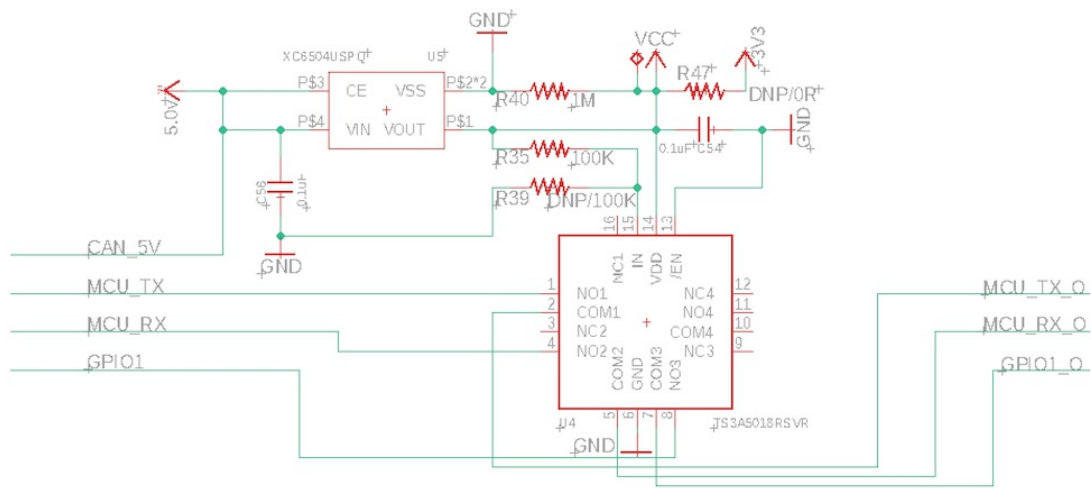 GND
XC6504USPQ
U5
VCC
R47
+3V3
DNP/0R
P$3
CE
VSS
P$2*2
R40
1M
5.0V
P$4
VIN
VOUT
P$1
GND
0.1uF
C54
R35
100K
C56
0.1uF
R39
DNP/100K
16
15
14
13
GND
NC1
IN
VDD
/EN
CAN_5V
MCU_TX
1
NO1
NC4
12
MCU_TX_O
2
COM1
NO4
11
MCU_RX
3
NC2
COM4
10
MCU_RX_O
4
NO2
NC3
9
GPIO1
GPIO1_O
COM2
GND
COM3
NO3
5
6
7
8
U4
TS3A5018RSVR
GND